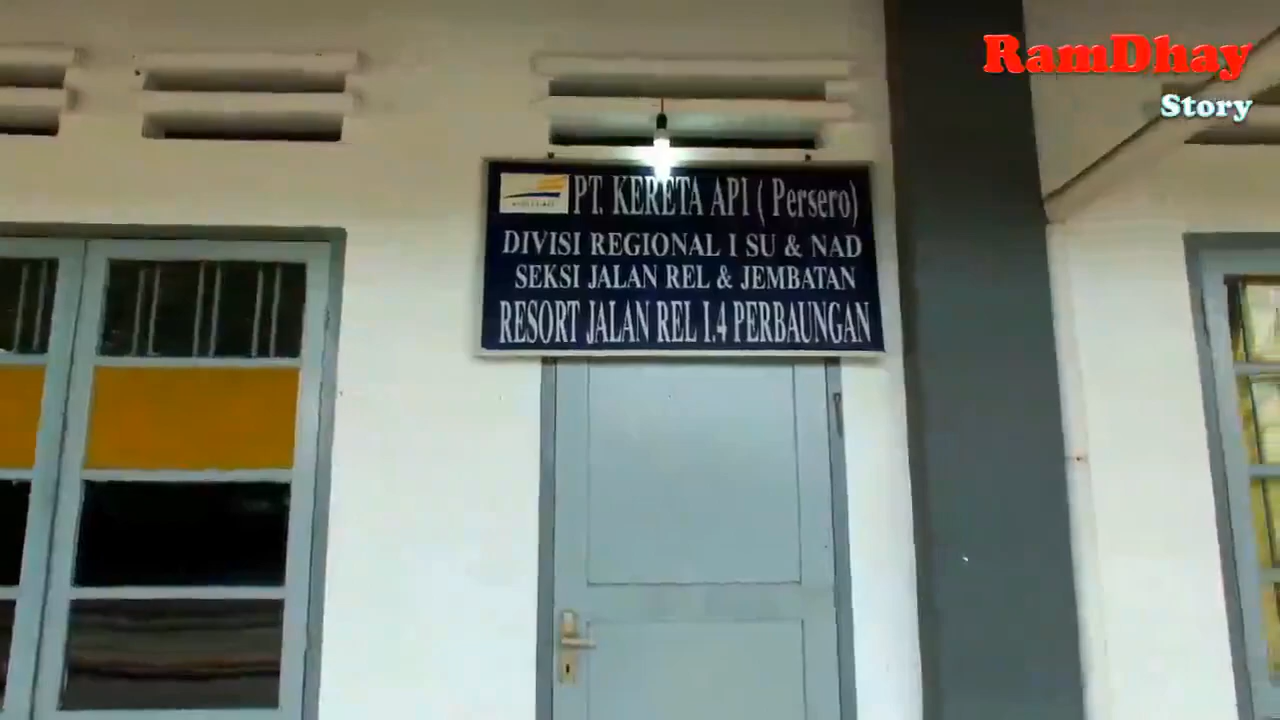 RamDhay
Story
PT. KERETA API ( Persero)
DIVISI REGIONAL I SU & NAD
SEKSI JALAN REL & JEMBATAN
RESORT JALAN REL I.4 PERBAUNGAN